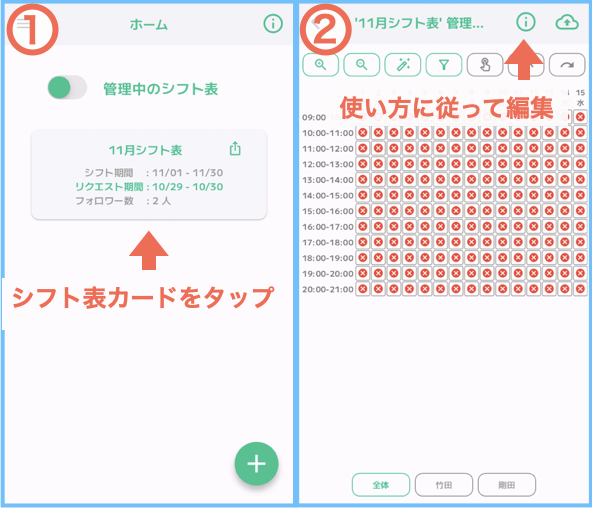 1
ホーム
管理中のシフト表
11月シフト表
シフト期間 : 11/01 - 11/30
リクエスト期間 : 10/29 - 10/30
フォロワー数 : 2 人
シフト表カードをタップ
2
'11月シフト表' 管理...
使い方に従って編集
15
水
09:00
10:00-11:00
11:00-12:00
12:00-13:00
13:00-14:00
14:00-15:00
15:00-16:00
16:00-17:00
17:00-18:00
18:00-19:00
19:00-20:00
20:00-21:00
全体
竹田
剛田